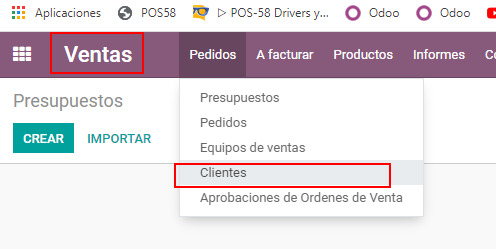 Aplicaciones POS58 POS-58 Drivers y... Odoo Odoo
Ventas Pedidos A facturar Productos Informes Co
Presupuestos
CREAR IMPORTAR
Presupuestos
Pedidos
Equipos de ventas
Clientes
Aprobaciones de Ordenes de Venta